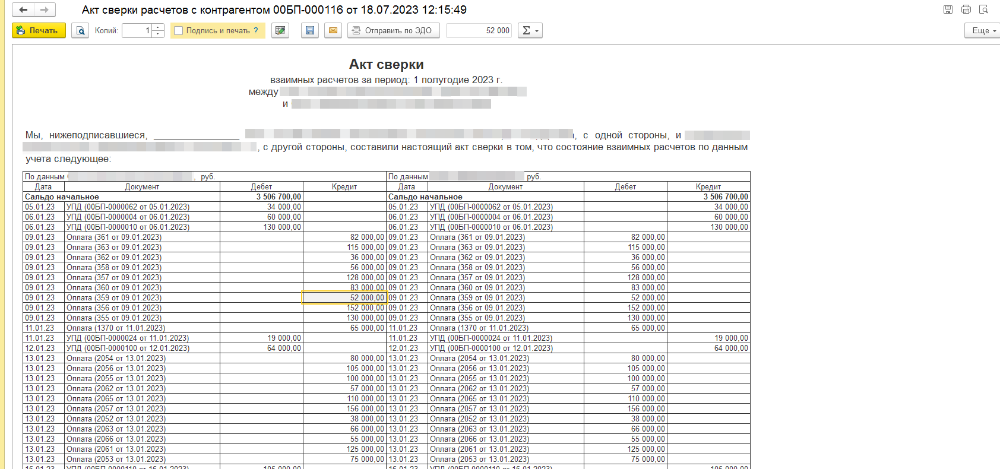 Акт сверки расчетов с контрагентом 00БП-000116 от 18.07.2023 12:15:49
Печать Копий: 1 Подпись и печать ? Отправить по ЭДО 52 000 Σ Еще
Акт сверки
взаимных расчетов за период: 1 полугодие 2023 г.
между
и
Мы, нижеподписавшиеся, ________________ , с одной стороны, и
, с другой стороны, составили настоящий акт сверки в том, что состояние взаимных расчетов по данным
учета следующее:
По данным , руб. По данным руб.
Дата Документ Дебет Кредит Дата Документ Дебет Кредит
Сальдо начальное 3 506 700,00 Сальдо начальное 3 506 700,00
05.01.23 УПД (00БП-0000062 от 05.01.2023) 34 000,00 05.01.23 УПД (00БП-0000062 от 05.01.2023) 34 000,00
06.01.23 УПД (00БП-0000004 от 06.01.2023) 60 000,00 06.01.23 УПД (00БП-0000004 от 06.01.2023) 60 000,00
06.01.23 УПД (00БП-0000010 от 06.01.2023) 130 000,00 06.01.23 УПД (00БП-0000010 от 06.01.2023) 130 000,00
09.01.23 Оплата (361 от 09.01.2023) 82 000,00 09.01.23 Оплата (361 от 09.01.2023) 82 000,00
09.01.23 Оплата (363 от 09.01.2023) 115 000,00 09.01.23 Оплата (363 от 09.01.2023) 115 000,00
09.01.23 Оплата (362 от 09.01.2023) 36 000,00 09.01.23 Оплата (362 от 09.01.2023) 36 000,00
09.01.23 Оплата (358 от 09.01.2023) 56 000,00 09.01.23 Оплата (358 от 09.01.2023) 56 000,00
09.01.23 Оплата (357 от 09.01.2023) 128 000,00 09.01.23 Оплата (357 от 09.01.2023) 128 000,00
09.01.23 Оплата (360 от 09.01.2023) 83 000,00 09.01.23 Оплата (360 от 09.01.2023) 83 000,00
09.01.23 Оплата (359 от 09.01.2023) 52 000,00 09.01.23 Оплата (359 от 09.01.2023) 52 000,00
09.01.23 Оплата (356 от 09.01.2023) 152 000,00 09.01.23 Оплата (356 от 09.01.2023) 152 000,00
09.01.23 Оплата (355 от 09.01.2023) 130 000,00 09.01.23 Оплата (355 от 09.01.2023) 130 000,00
11.01.23 Оплата (1370 от 11.01.2023) 65 000,00 11.01.23 Оплата (1370 от 11.01.2023) 65 000,00
11.01.23 УПД (00БП-0000024 от 11.01.2023) 19 000,00 11.01.23 УПД (00БП-0000024 от 11.01.2023) 19 000,00
12.01.23 УПД (00БП-0000100 от 12.01.2023) 64 000,00 12.01.23 УПД (00БП-0000100 от 12.01.2023) 64 000,00
13.01.23 Оплата (2054 от 13.01.2023) 80 000,00 13.01.23 Оплата (2054 от 13.01.2023) 80 000,00
13.01.23 Оплата (2056 от 13.01.2023) 105 000,00 13.01.23 Оплата (2056 от 13.01.2023) 105 000,00
13.01.23 Оплата (2055 от 13.01.2023) 100 000,00 13.01.23 Оплата (2055 от 13.01.2023) 100 000,00
13.01.23 Оплата (2062 от 13.01.2023) 57 000,00 13.01.23 Оплата (2062 от 13.01.2023) 57 000,00
13.01.23 Оплата (2065 от 13.01.2023) 110 000,00 13.01.23 Оплата (2065 от 13.01.2023) 110 000,00
13.01.23 Оплата (2057 от 13.01.2023) 156 000,00 13.01.23 Оплата (2057 от 13.01.2023) 156 000,00
13.01.23 Оплата (2052 от 13.01.2023) 38 000,00 13.01.23 Оплата (2052 от 13.01.2023) 38 000,00
13.01.23 Оплата (2063 от 13.01.2023) 66 000,00 13.01.23 Оплата (2063 от 13.01.2023) 66 000,00
13.01.23 Оплата (2066 от 13.01.2023) 55 000,00 13.01.23 Оплата (2066 от 13.01.2023) 55 000,00
13.01.23 Оплата (2061 от 13.01.2023) 125 000,00 13.01.23 Оплата (2061 от 13.01.2023) 125 000,00
13.01.23 Оплата (2053 от 13.01.2023) 75 000,00 13.01.23 Оплата (2053 от 13.01.2023) 75 000,00